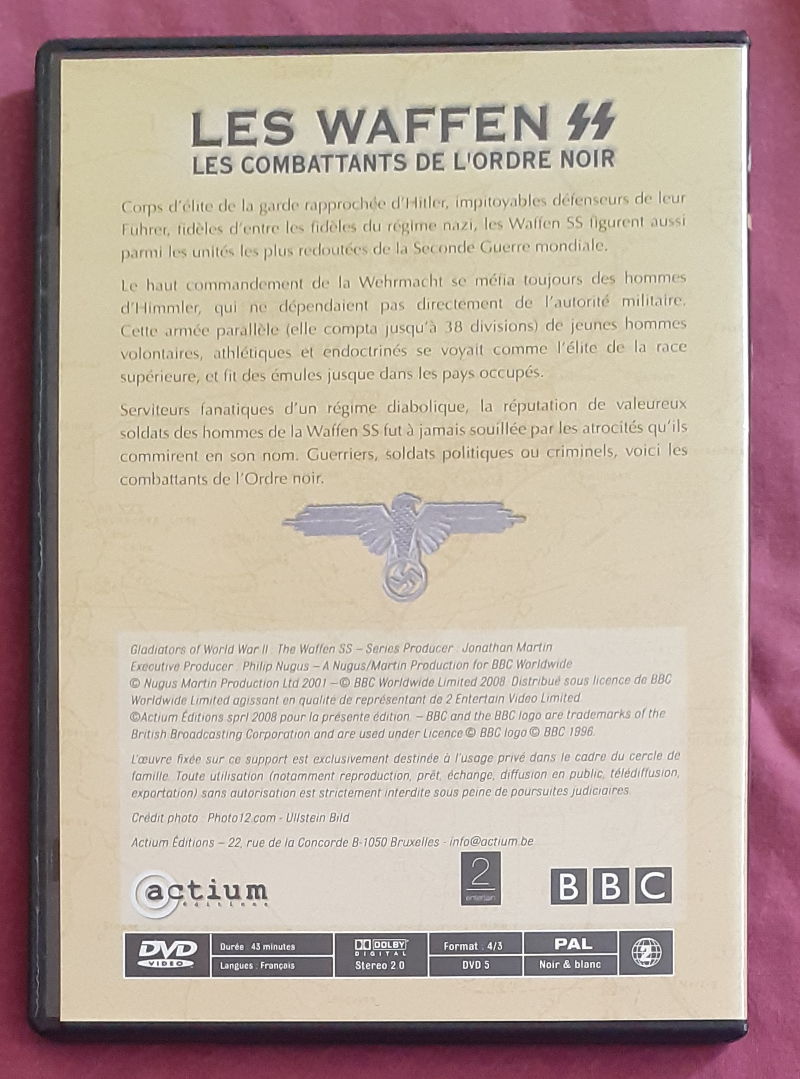 LES WAFFEN SS
LES COMBATTANTS DE L'ORDRE NOIR
Corps d'élite de la garde rapprochée d'Hitler, impitoyables défenseurs de leur
Führer, fidèles d'entre les fidèles du régime nazi, les Waffen SS figurent aussi
parmi les unités les plus redoutées de la Seconde Guerre mondiale.
Le haut commandement de la Wehrmacht se méfia toujours des hommes
d'Himmler, qui ne dépendaient pas directement de l'autorité militaire.
Cette armée parallèle (elle compta jusqu'à 38 divisions) de jeunes hommes
volontaires, athlétiques et endoctrinés se voyait comme l'élite de la race
supérieure, et fit des émules jusque dans les pays occupés.
Serviteurs fanatiques d'un régime diabolique, la réputation de valeureux
soldats des hommes de la Waffen SS fut à jamais souillée par les atrocités qu'ils
commirent en son nom. Guerriers, soldats politiques ou criminels, voici les
combattants de l'Ordre noir.
Gladiators of World War II : The Waffen SS – Series Producer : Jonathan Martin
Executive Producer : Philip Nugus – A Nugus/Martin Production for BBC Worldwide
© Nugus Martin Production Ltd 2001 – © BBC Worldwide Limited 2008. Distribué sous licence de BBC
Worldwide Limited agissant en qualité de représentant de 2 Entertain Video Limited.
©Actium Éditions sprl 2008 pour la présente édition. – BBC and the BBC logo are trademarks of the
British Broadcasting Corporation and are used under Licence © BBC logo © BBC 1996.
L'œuvre fixée sur ce support est exclusivement destinée à l'usage privé dans le cadre du cercle de
famille. Toute utilisation (notamment reproduction, prêt, échange, diffusion en public, télédiffusion,
exportation) sans autorisation est strictement interdite sous peine de poursuites judiciaires.
Crédit photo : Photo12.com - Ullstein Bild
Actium Éditions – 22, rue de la Concorde B-1050 Bruxelles - info@actium.be
actium
éditions
2
entertain
BBC
DVD
VIDEO
Durée : 43 minutes
Langues : Français
DOLBY
DIGITAL
Stereo 2.0
Format : 4/3
DVD 5
PAL
Noir & blanc
2